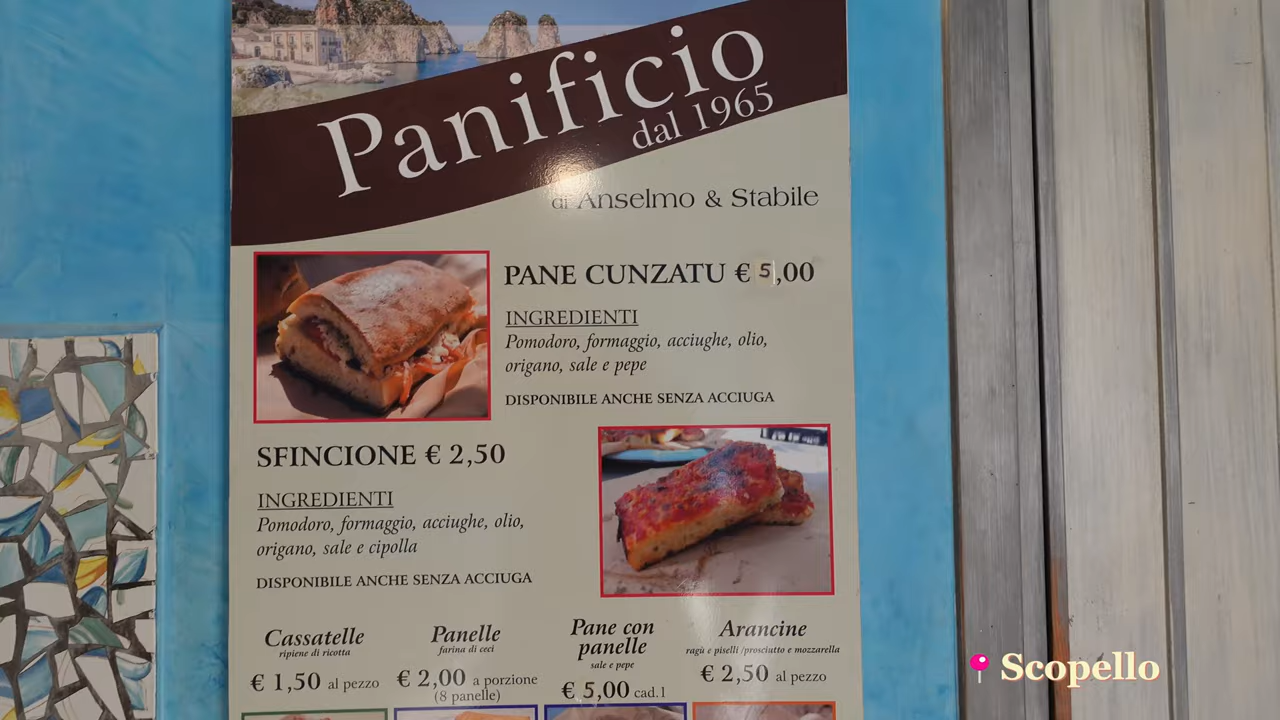 Panificio
dal 1965
di Anselmo & Stabile
PANE CUNZATU € 5,00
INGREDIENTI
Pomodoro, formaggio, acciughe, olio,
origano, sale e pepe
DISPONIBILE ANCHE SENZA ACCIUGA
SFINCIONE € 2,50
INGREDIENTI
Pomodoro, formaggio, acciughe, olio,
origano, sale e cipolla
DISPONIBILE ANCHE SENZA ACCIUGA
Cassatelle
ripiene di ricotta
€ 1,50 al pezzo
Panelle
farina di ceci
€ 2,00 a porzione
(8 panelle)
Pane con
panelle
sale e pepe
€ 5,00 cad.1
Arancine
ragù e piselli /prosciutto e mozzarella
€ 2,50 al pezzo
Scopello